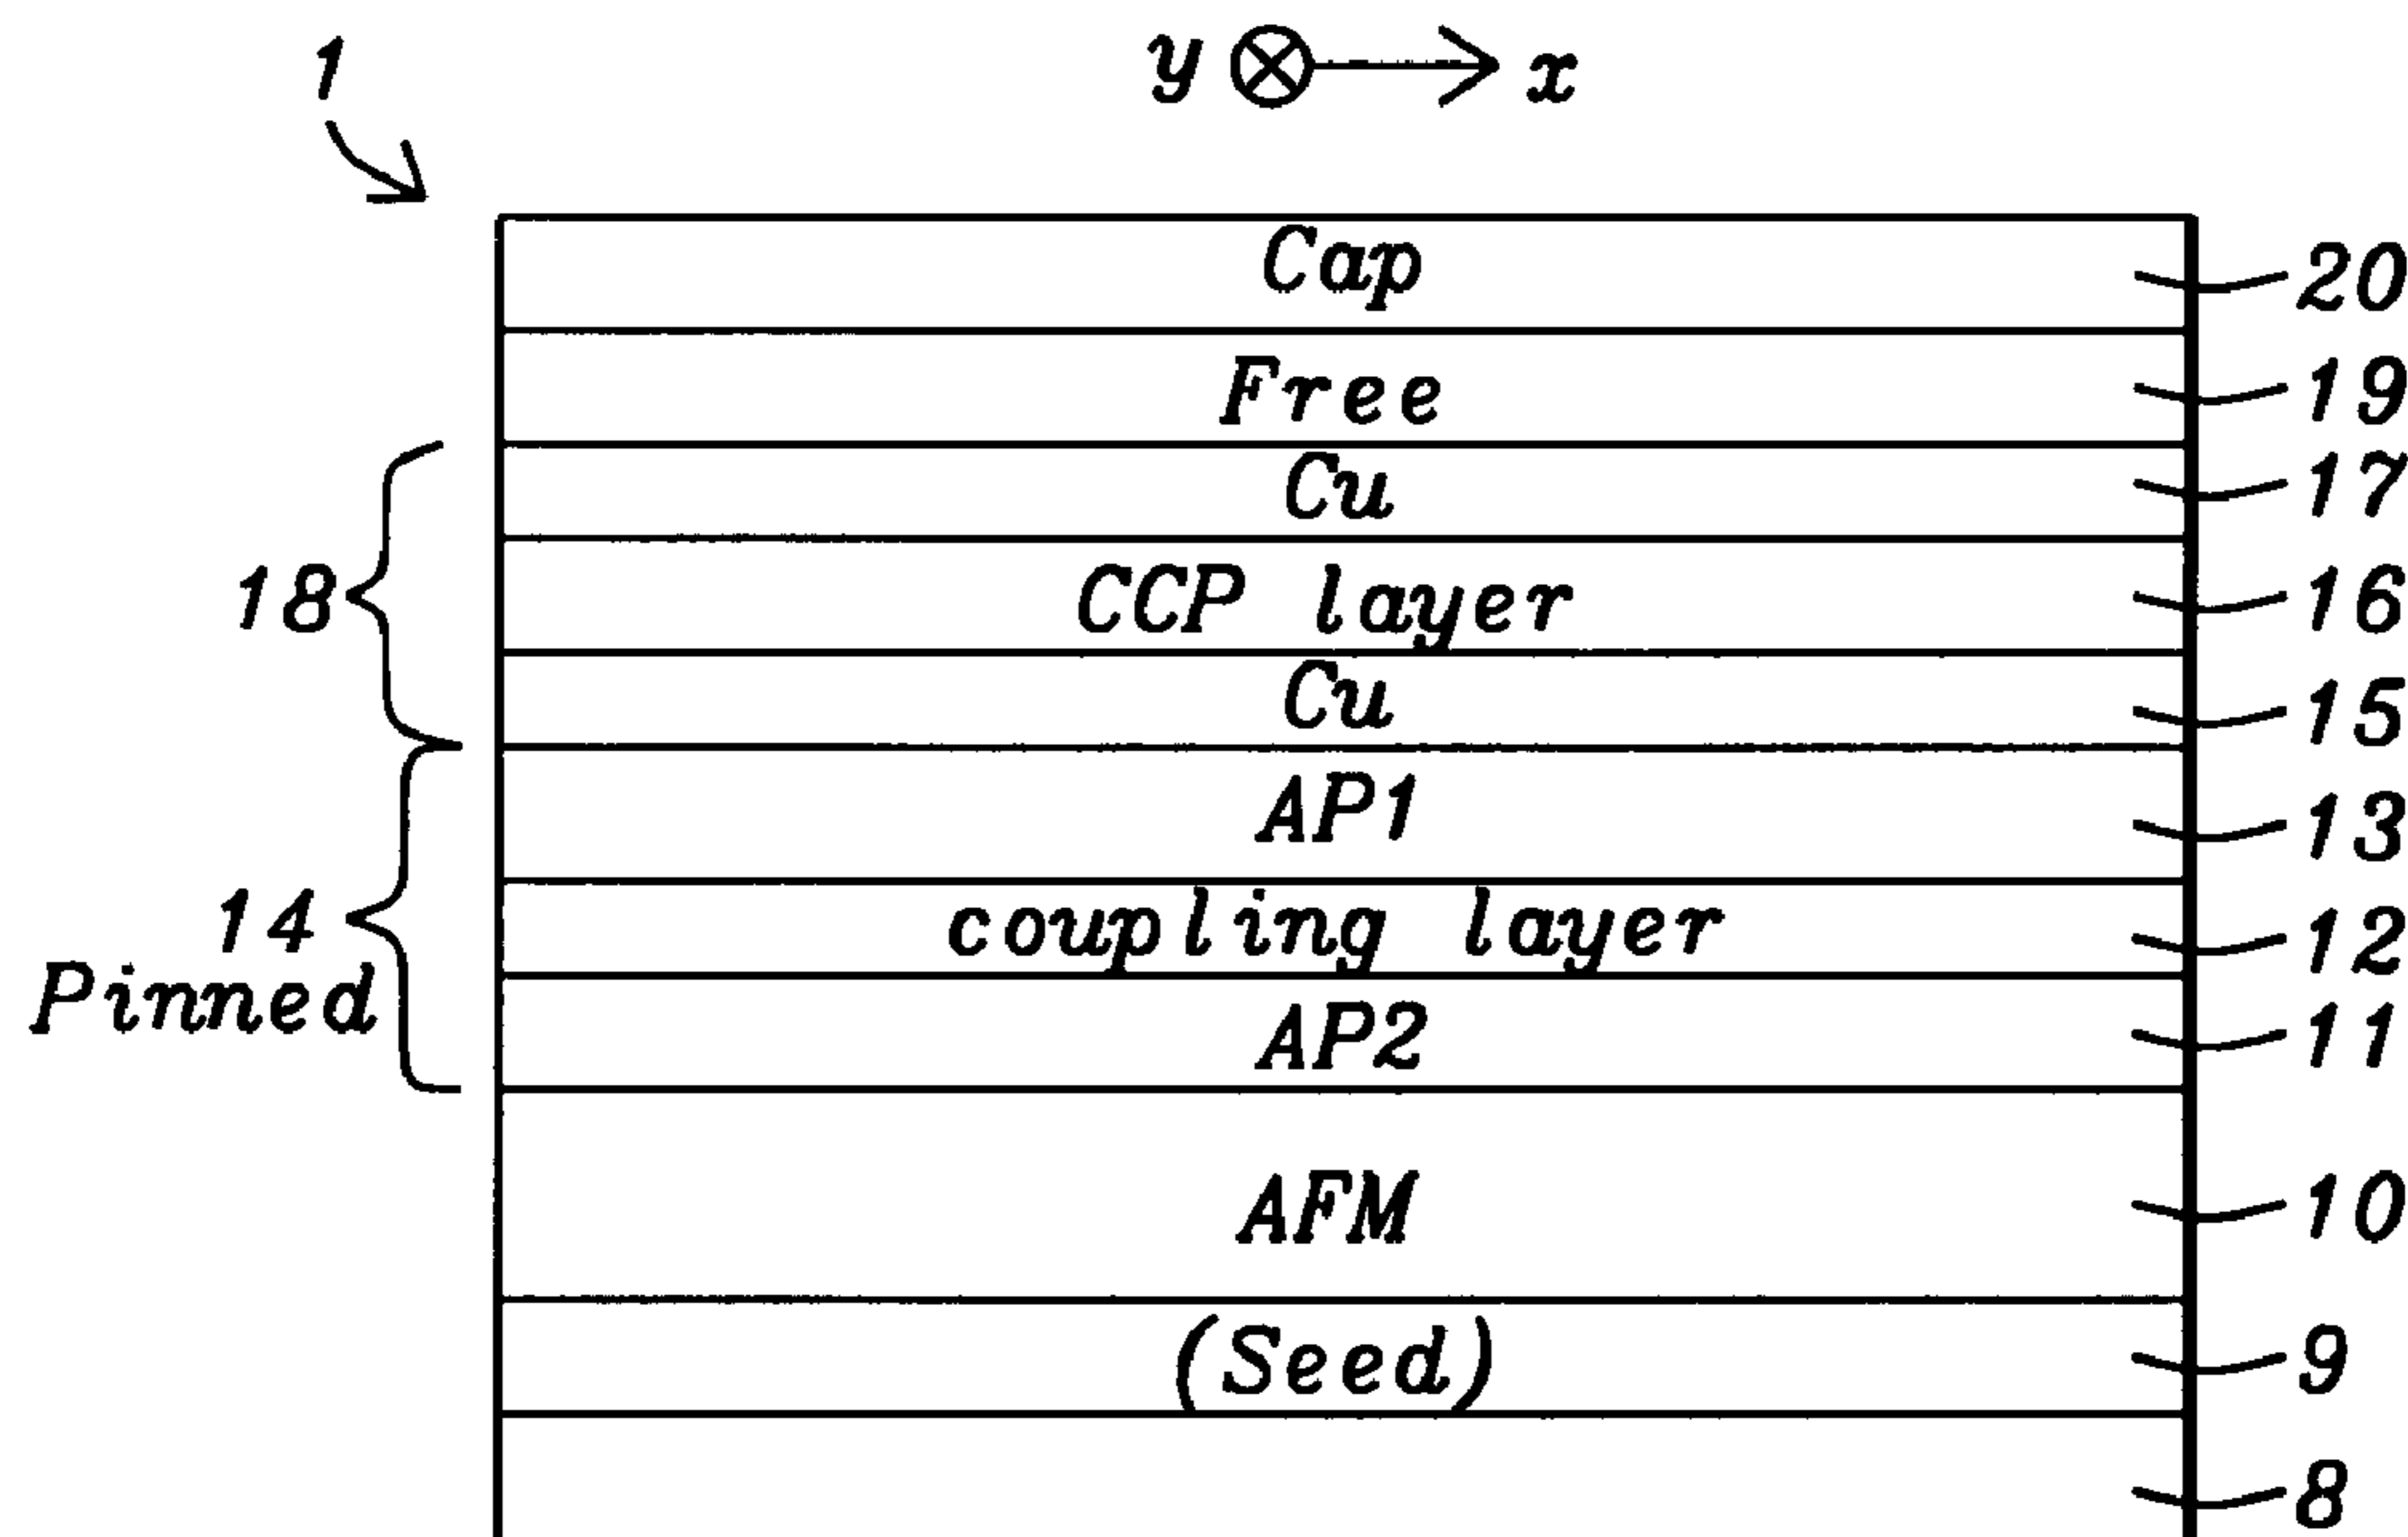 1
y x
Cap 20
Free 19
Cu 17
18 CCP layer 16
Cu 15
AP1 13
14 coupling layer 12
Pinned AP2 11
AFM 10
(Seed) 9
8